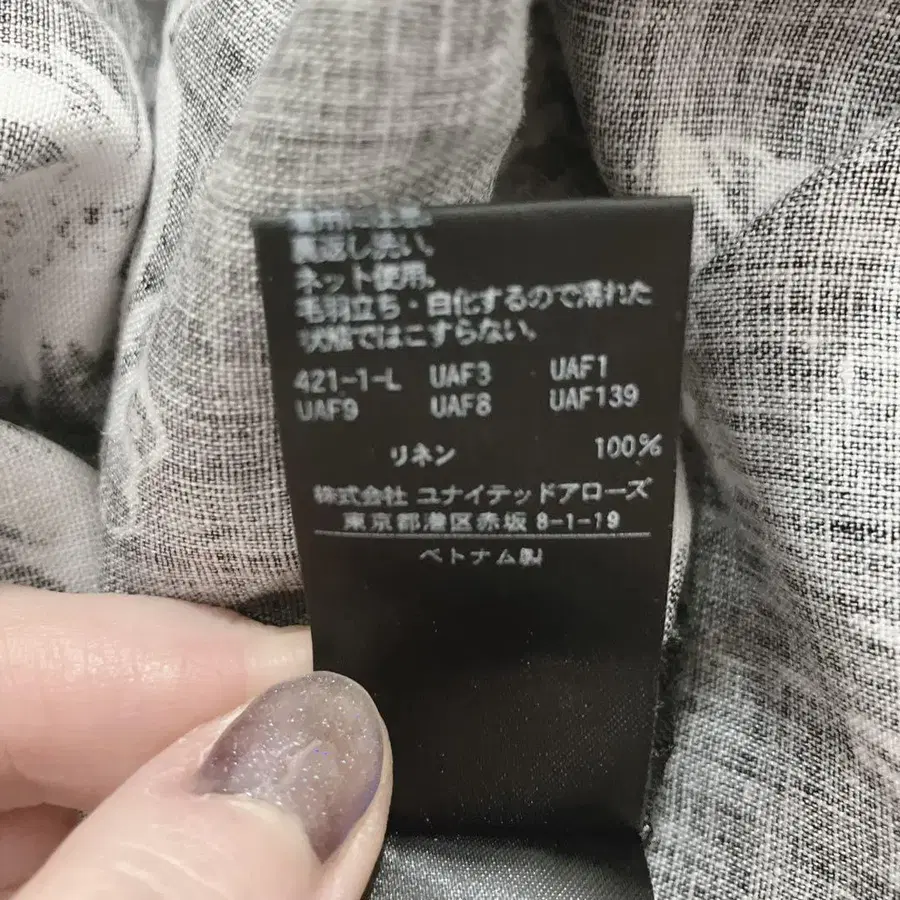 裏返し洗い。
ネット使用。
毛羽立ち・白化するので濡れた
状態ではこすらない。
421-1-L UAF3 UAF1
UAF9 UAF8 UAF139
リネン 100%
株式会社 ユナイテッドアローズ
東京都港区赤坂 8-1-19
ベトナム製